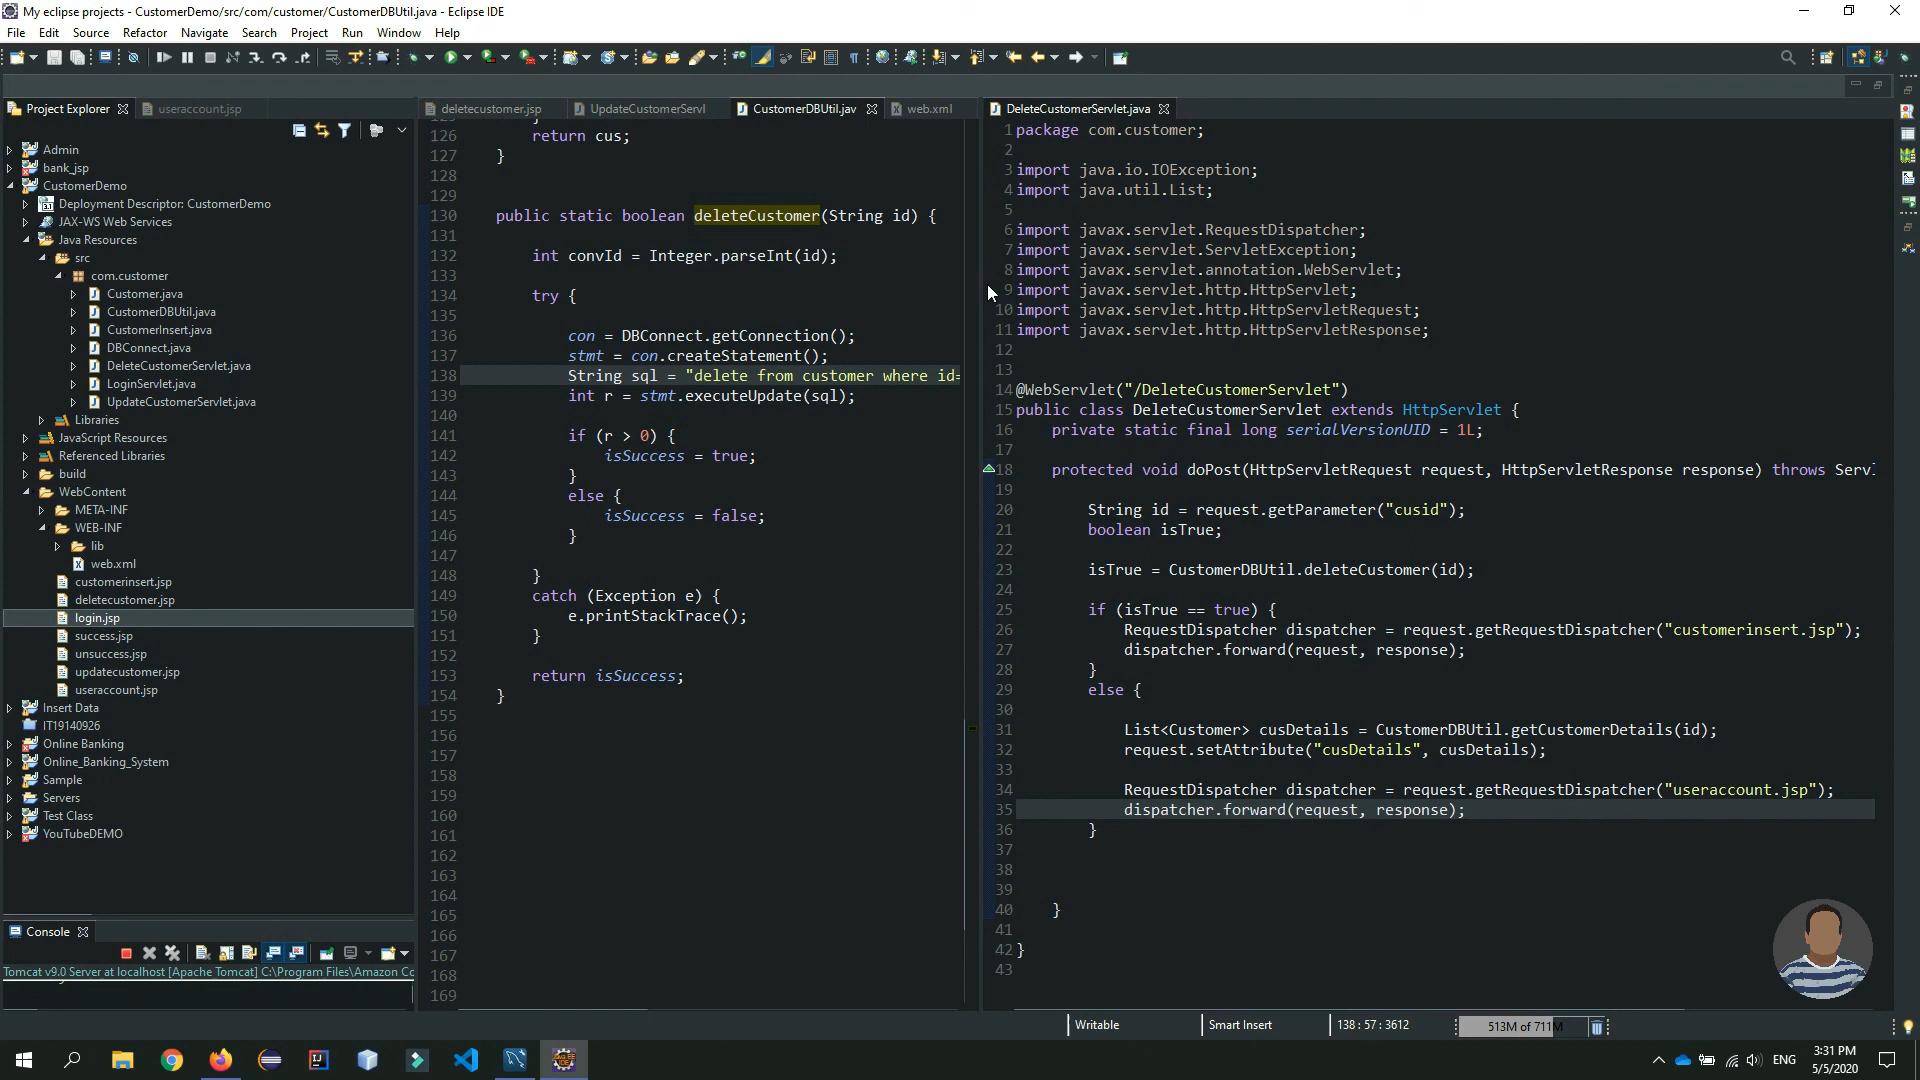 My eclipse projects - CustomerDemo/src/com/customer/CustomerDBUtil.java - Eclipse IDE
File Edit Source Refactor Navigate Search Project Run Window Help
Project Explorer
useraccount.jsp
Admin
bank_jsp
CustomerDemo
Deployment Descriptor: CustomerDemo
JAX-WS Web Services
Java Resources
src
com.customer
Customer.java
CustomerDBUtil.java
CustomerInsert.java
DBConnect.java
DeleteCustomerServlet.java
LoginServlet.java
UpdateCustomerServlet.java
Libraries
JavaScript Resources
Referenced Libraries
build
WebContent
META-INF
WEB-INF
lib
web.xml
customerinsert.jsp
deletecustomer.jsp
login.jsp
success.jsp
unsuccess.jsp
updatecustomer.jsp
useraccount.jsp
Insert Data
IT19140926
Online Banking
Online_Banking_System
Sample
Servers
Test Class
YouTubeDEMO
Console
Tomcat v9.0 Server at localhost [Apache Tomcat] C:\Program Files\Amazon Co
deletecustomer.jsp UpdateCustomerServl CustomerDBUtil.jav web.xml
126 return cus;
127 }
128
129
130 public static boolean deleteCustomer(String id) {
131
132 int convId = Integer.parseInt(id);
133
134 try {
135
136 con = DBConnect.getConnection();
137 stmt = con.createStatement();
138 String sql = "delete from customer where id=
139 int r = stmt.executeUpdate(sql);
140
141 if (r > 0) {
142 isSuccess = true;
143 }
144 else {
145 isSuccess = false;
146 }
147
148 }
149 catch (Exception e) {
150 e.printStackTrace();
151 }
152
153 return isSuccess;
154 }
155
156
157
158
159
160
161
162
163
164
165
166
167
168
169
DeleteCustomerServlet.java
1 package com.customer;
2
3 import java.io.IOException;
4 import java.util.List;
5
6 import javax.servlet.RequestDispatcher;
7 import javax.servlet.ServletException;
8 import javax.servlet.annotation.WebServlet;
9 import javax.servlet.http.HttpServlet;
10 import javax.servlet.http.HttpServletRequest;
11 import javax.servlet.http.HttpServletResponse;
12
13
14 @WebServlet("/DeleteCustomerServlet")
15 public class DeleteCustomerServlet extends HttpServlet {
16 private static final long serialVersionUID = 1L;
17
18 protected void doPost(HttpServletRequest request, HttpServletResponse response) throws Serv
19
20 String id = request.getParameter("cusid");
21 boolean isTrue;
22
23 isTrue = CustomerDBUtil.deleteCustomer(id);
24
25 if (isTrue == true) {
26 RequestDispatcher dispatcher = request.getRequestDispatcher("customerinsert.jsp");
27 dispatcher.forward(request, response);
28 }
29 else {
30
31 List<Customer> cusDetails = CustomerDBUtil.getCustomerDetails(id);
32 request.setAttribute("cusDetails", cusDetails);
33
34 RequestDispatcher dispatcher = request.getRequestDispatcher("useraccount.jsp");
35 dispatcher.forward(request, response);
36 }
37
38
39
40 }
41
42 }
43
Writable Smart Insert 138 : 57 : 3612 513M of 711M
ENG 3:31 PM
5/5/2020